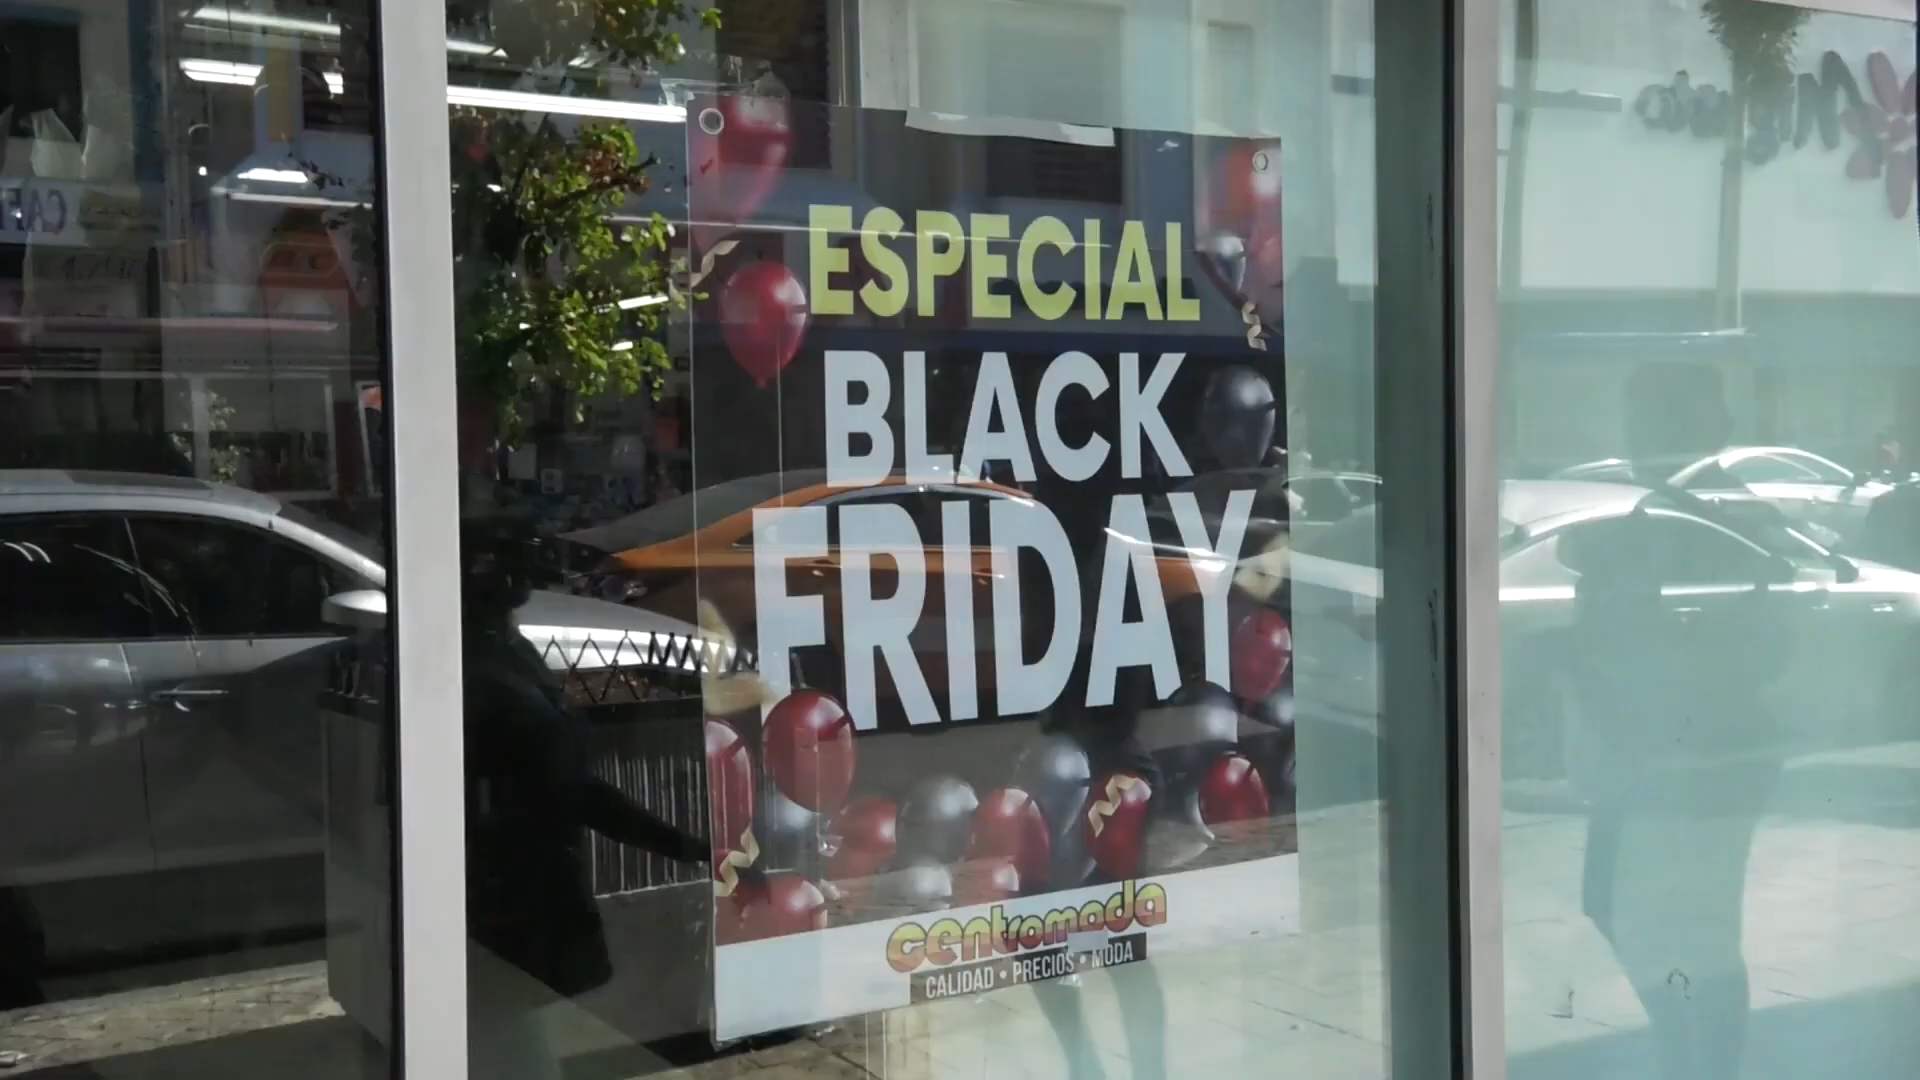 ESPECIAL
BLACK
FRIDAY
centromoda
CALIDAD • PRECIOS • MODA